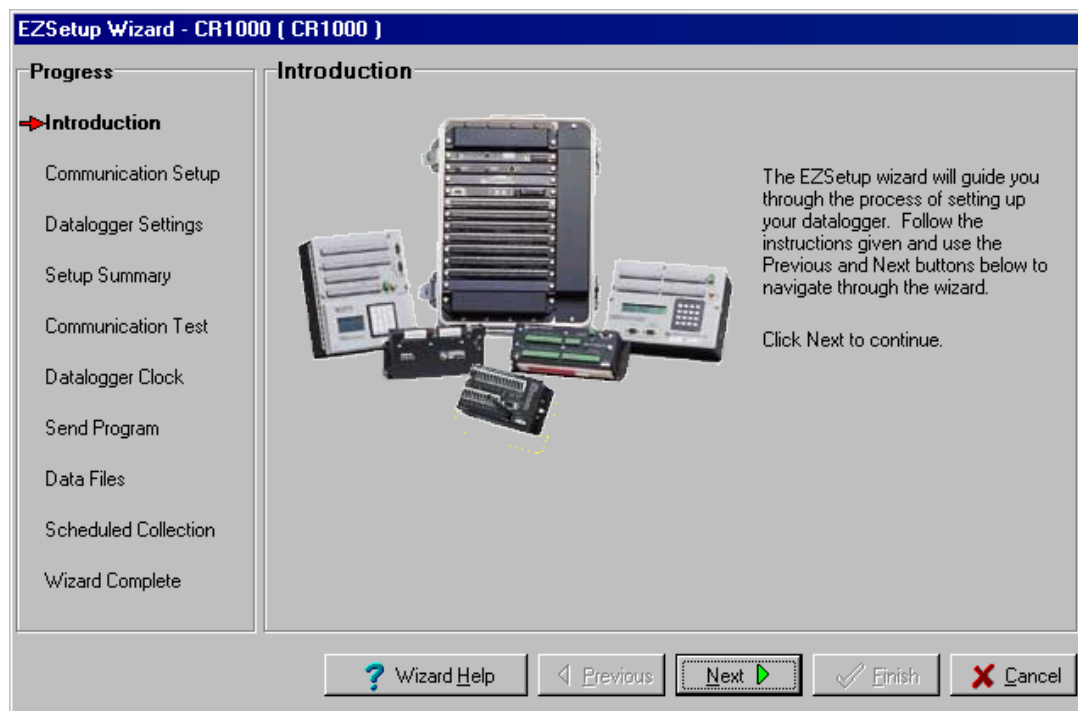 EZSetup Wizard - CR1000 ( CR1000 )
Progress
Introduction
Communication Setup
Datalogger Settings
Setup Summary
Communication Test
Datalogger Clock
Send Program
Data Files
Scheduled Collection
Wizard Complete
Introduction
The EZSetup wizard will guide you
through the process of setting up
your datalogger. Follow the
instructions given and use the
Previous and Next buttons below to
navigate through the wizard.
Click Next to continue.
Wizard Help
Previous
Next
Finish
Cancel